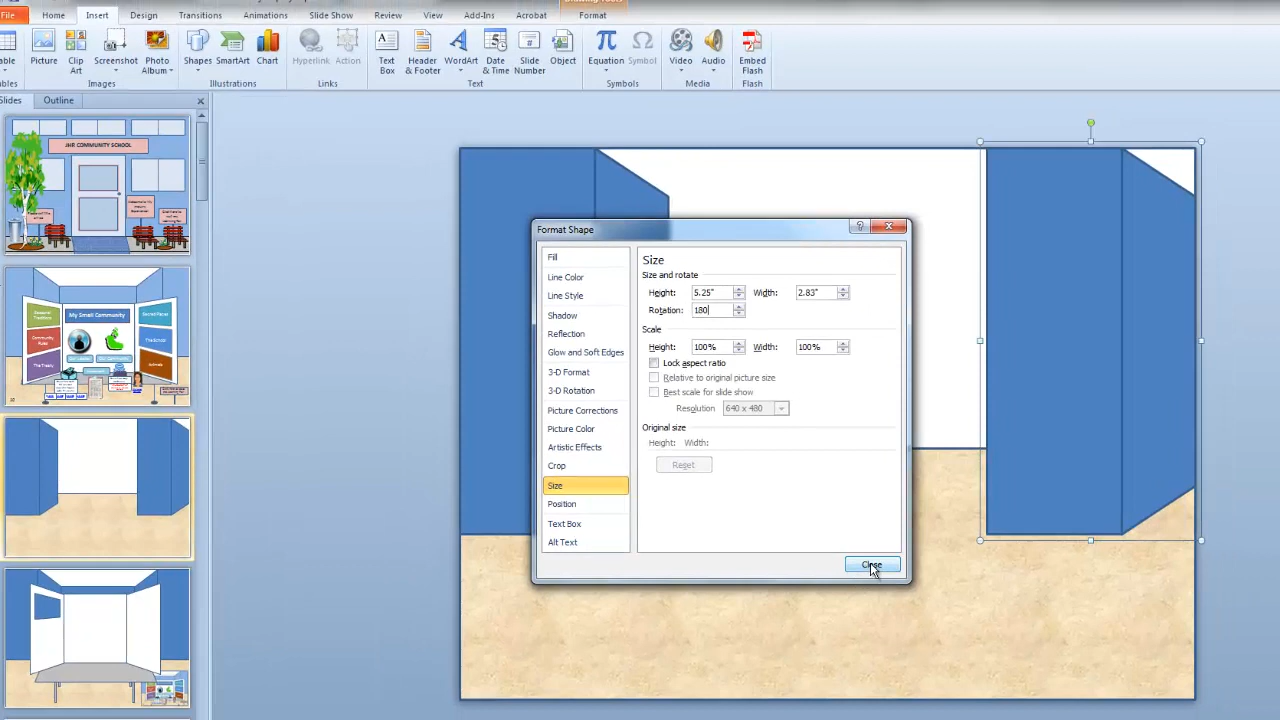 File Home Insert Design Transitions Animations Slide Show Review View Add-Ins Acrobat Format
Picture Clip Art Screenshot Photo Album Shapes SmartArt Chart Hyperlink Action Text Box Header & Footer WordArt Date & Time Slide Number Object Equation Symbol Video Audio Embed Flash
Images Illustrations Links Text Symbols Media Flash
Slides Outline
JHR COMMUNITY SCHOOL
My Small Community
Format Shape
Fill
Line Color
Line Style
Shadow
Reflection
Glow and Soft Edges
3-D Format
3-D Rotation
Picture Corrections
Picture Color
Artistic Effects
Crop
Size
Position
Text Box
Alt Text
Size
Size and rotate
Height: 5.25" Width: 2.83"
Rotation: 180
Scale
Height: 100% Width: 100%
Lock aspect ratio
Relative to original picture size
Best scale for slide show
Resolution 640 x 480
Original size
Height: Width:
Reset
Close